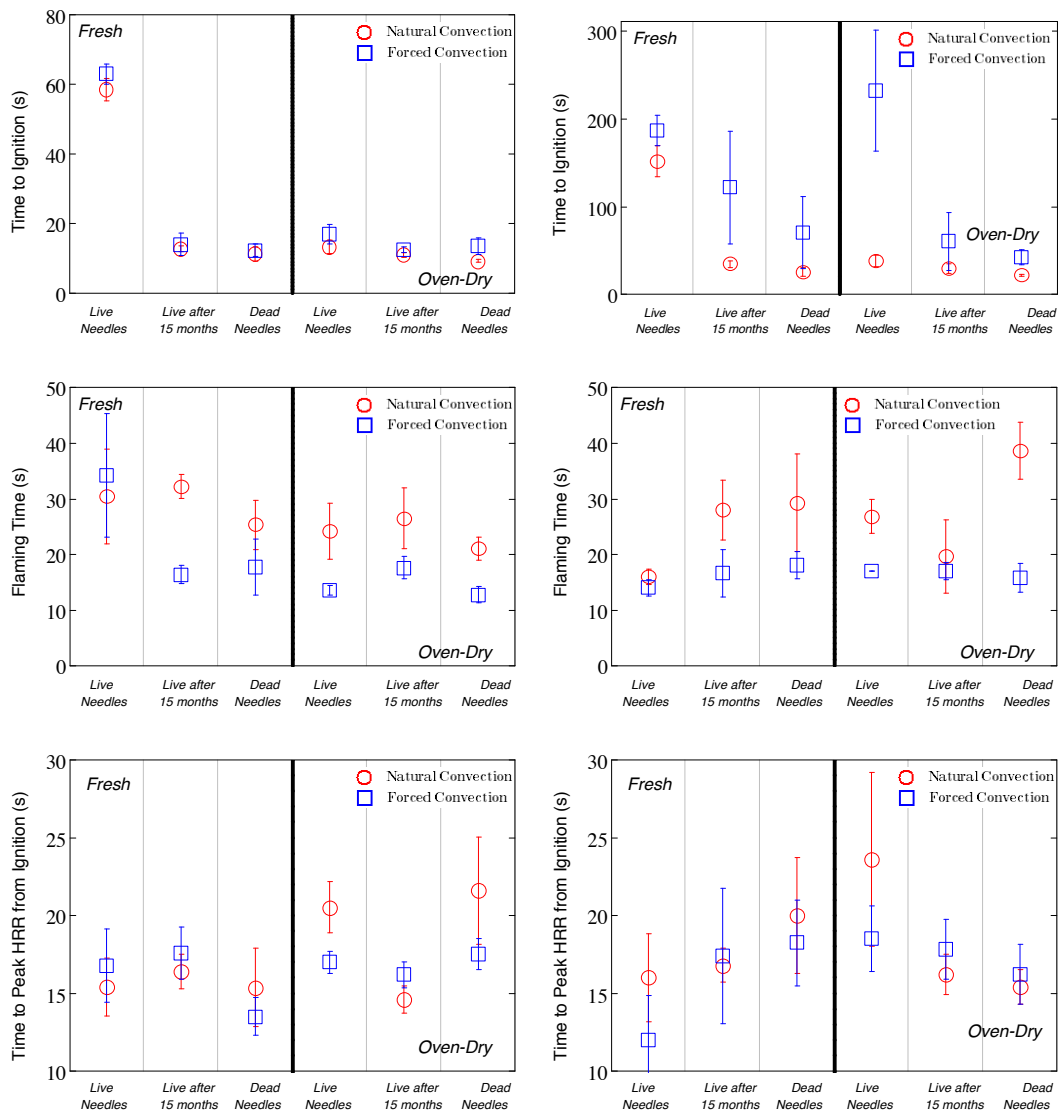 80
60
40
20
0
Time to Ignition (s)
Fresh
Natural Convection
Forced Convection
Oven-Dry
Live Needles
Live after 15 months
Dead Needles
Live Needles
Live after 15 months
Dead Needles
300
200
100
0
Time to Ignition (s)
Fresh
Natural Convection
Forced Convection
Oven-Dry
Live Needles
Live after 15 months
Dead Needles
Live Needles
Live after 15 months
Dead Needles
50
40
30
20
10
0
Flaming Time (s)
Fresh
Natural Convection
Forced Convection
Oven-Dry
Live Needles
Live after 15 months
Dead Needles
Live Needles
Live after 15 months
Dead Needles
50
40
30
20
10
0
Flaming Time (s)
Fresh
Natural Convection
Forced Convection
Oven-Dry
Live Needles
Live after 15 months
Dead Needles
Live Needles
Live after 15 months
Dead Needles
30
25
20
15
10
Time to Peak HRR from Ignition (s)
Fresh
Natural Convection
Forced Convection
Oven-Dry
Live Needles
Live after 15 months
Dead Needles
Live Needles
Live after 15 months
Dead Needles
30
25
20
15
10
Time to Peak HRR from Ignition (s)
Fresh
Natural Convection
Forced Convection
Oven-Dry
Live Needles
Live after 15 months
Dead Needles
Live Needles
Live after 15 months
Dead Needles